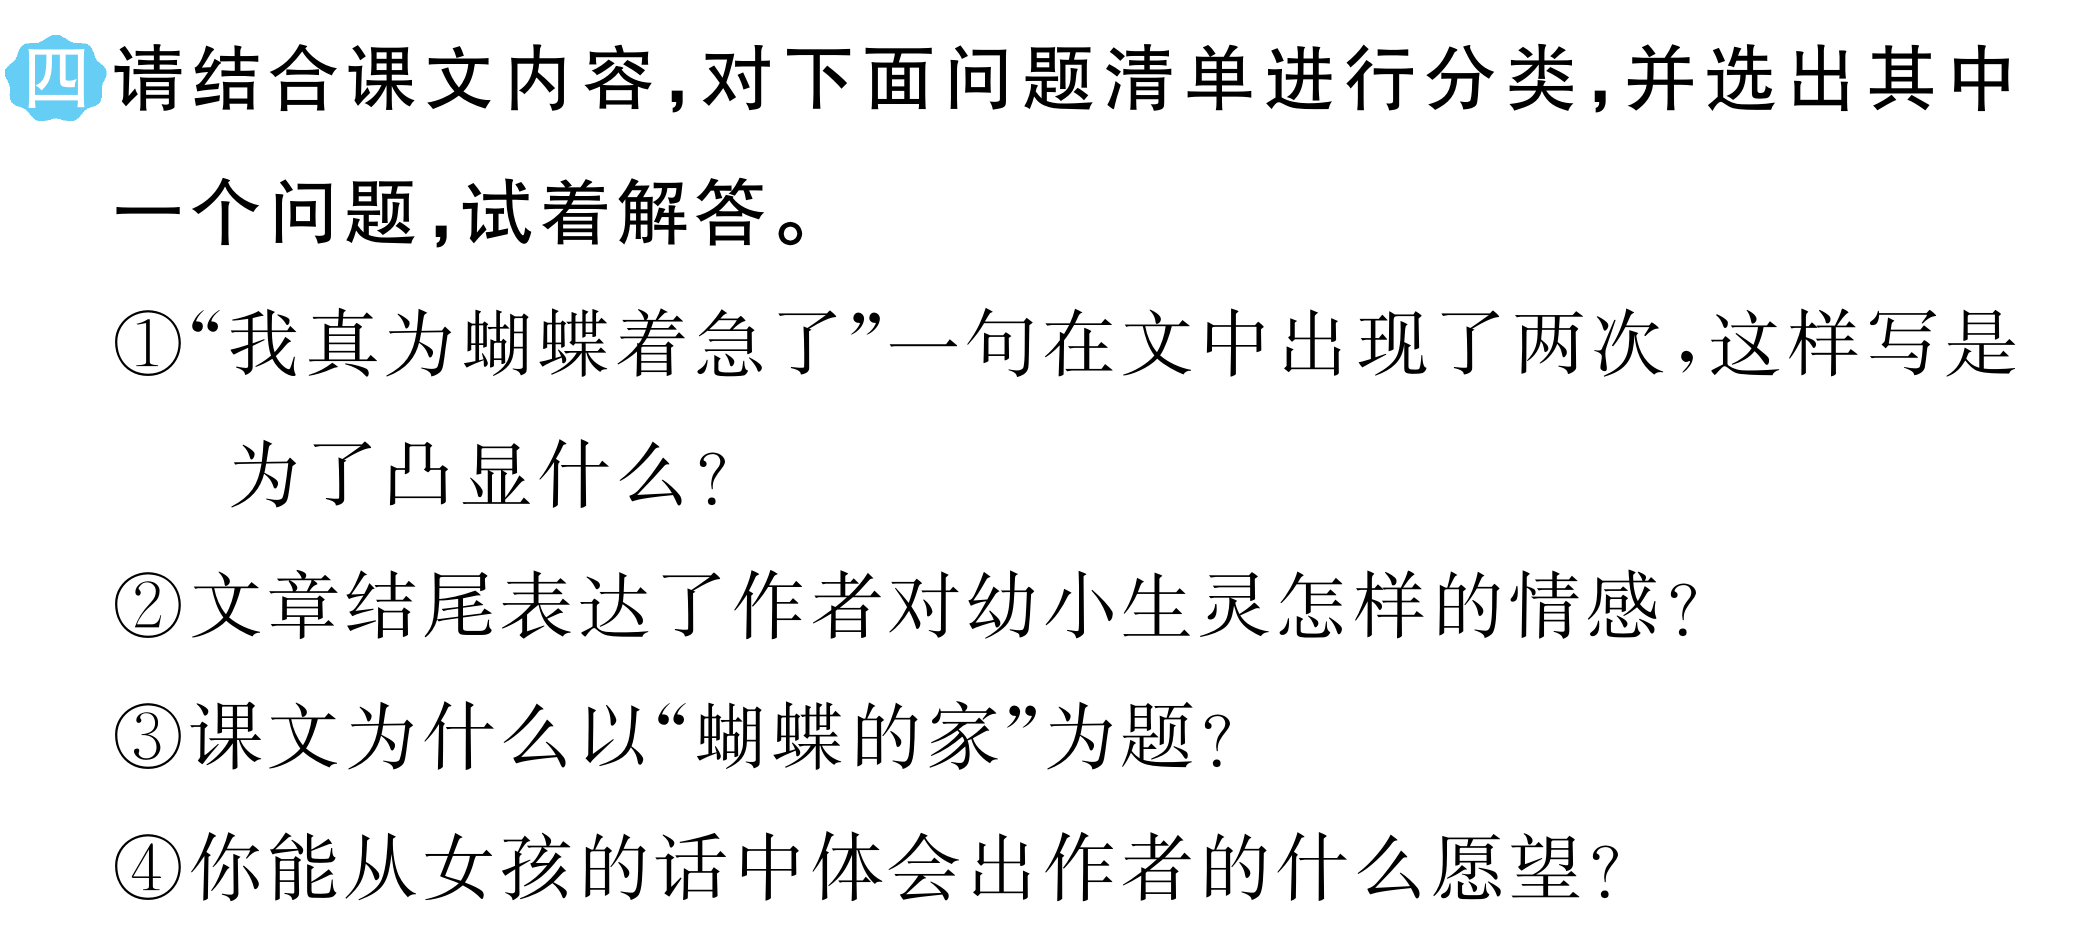 四 请结合课文内容,对下面问题清单进行分类,并选出其中
一个问题,试着解答。
①“我真为蝴蝶着急了”一句在文中出现了两次,这样写是
为了凸显什么?
②文章结尾表达了作者对幼小生灵怎样的情感?
③课文为什么以“蝴蝶的家”为题?
④你能从女孩的话中体会出作者的什么愿望?